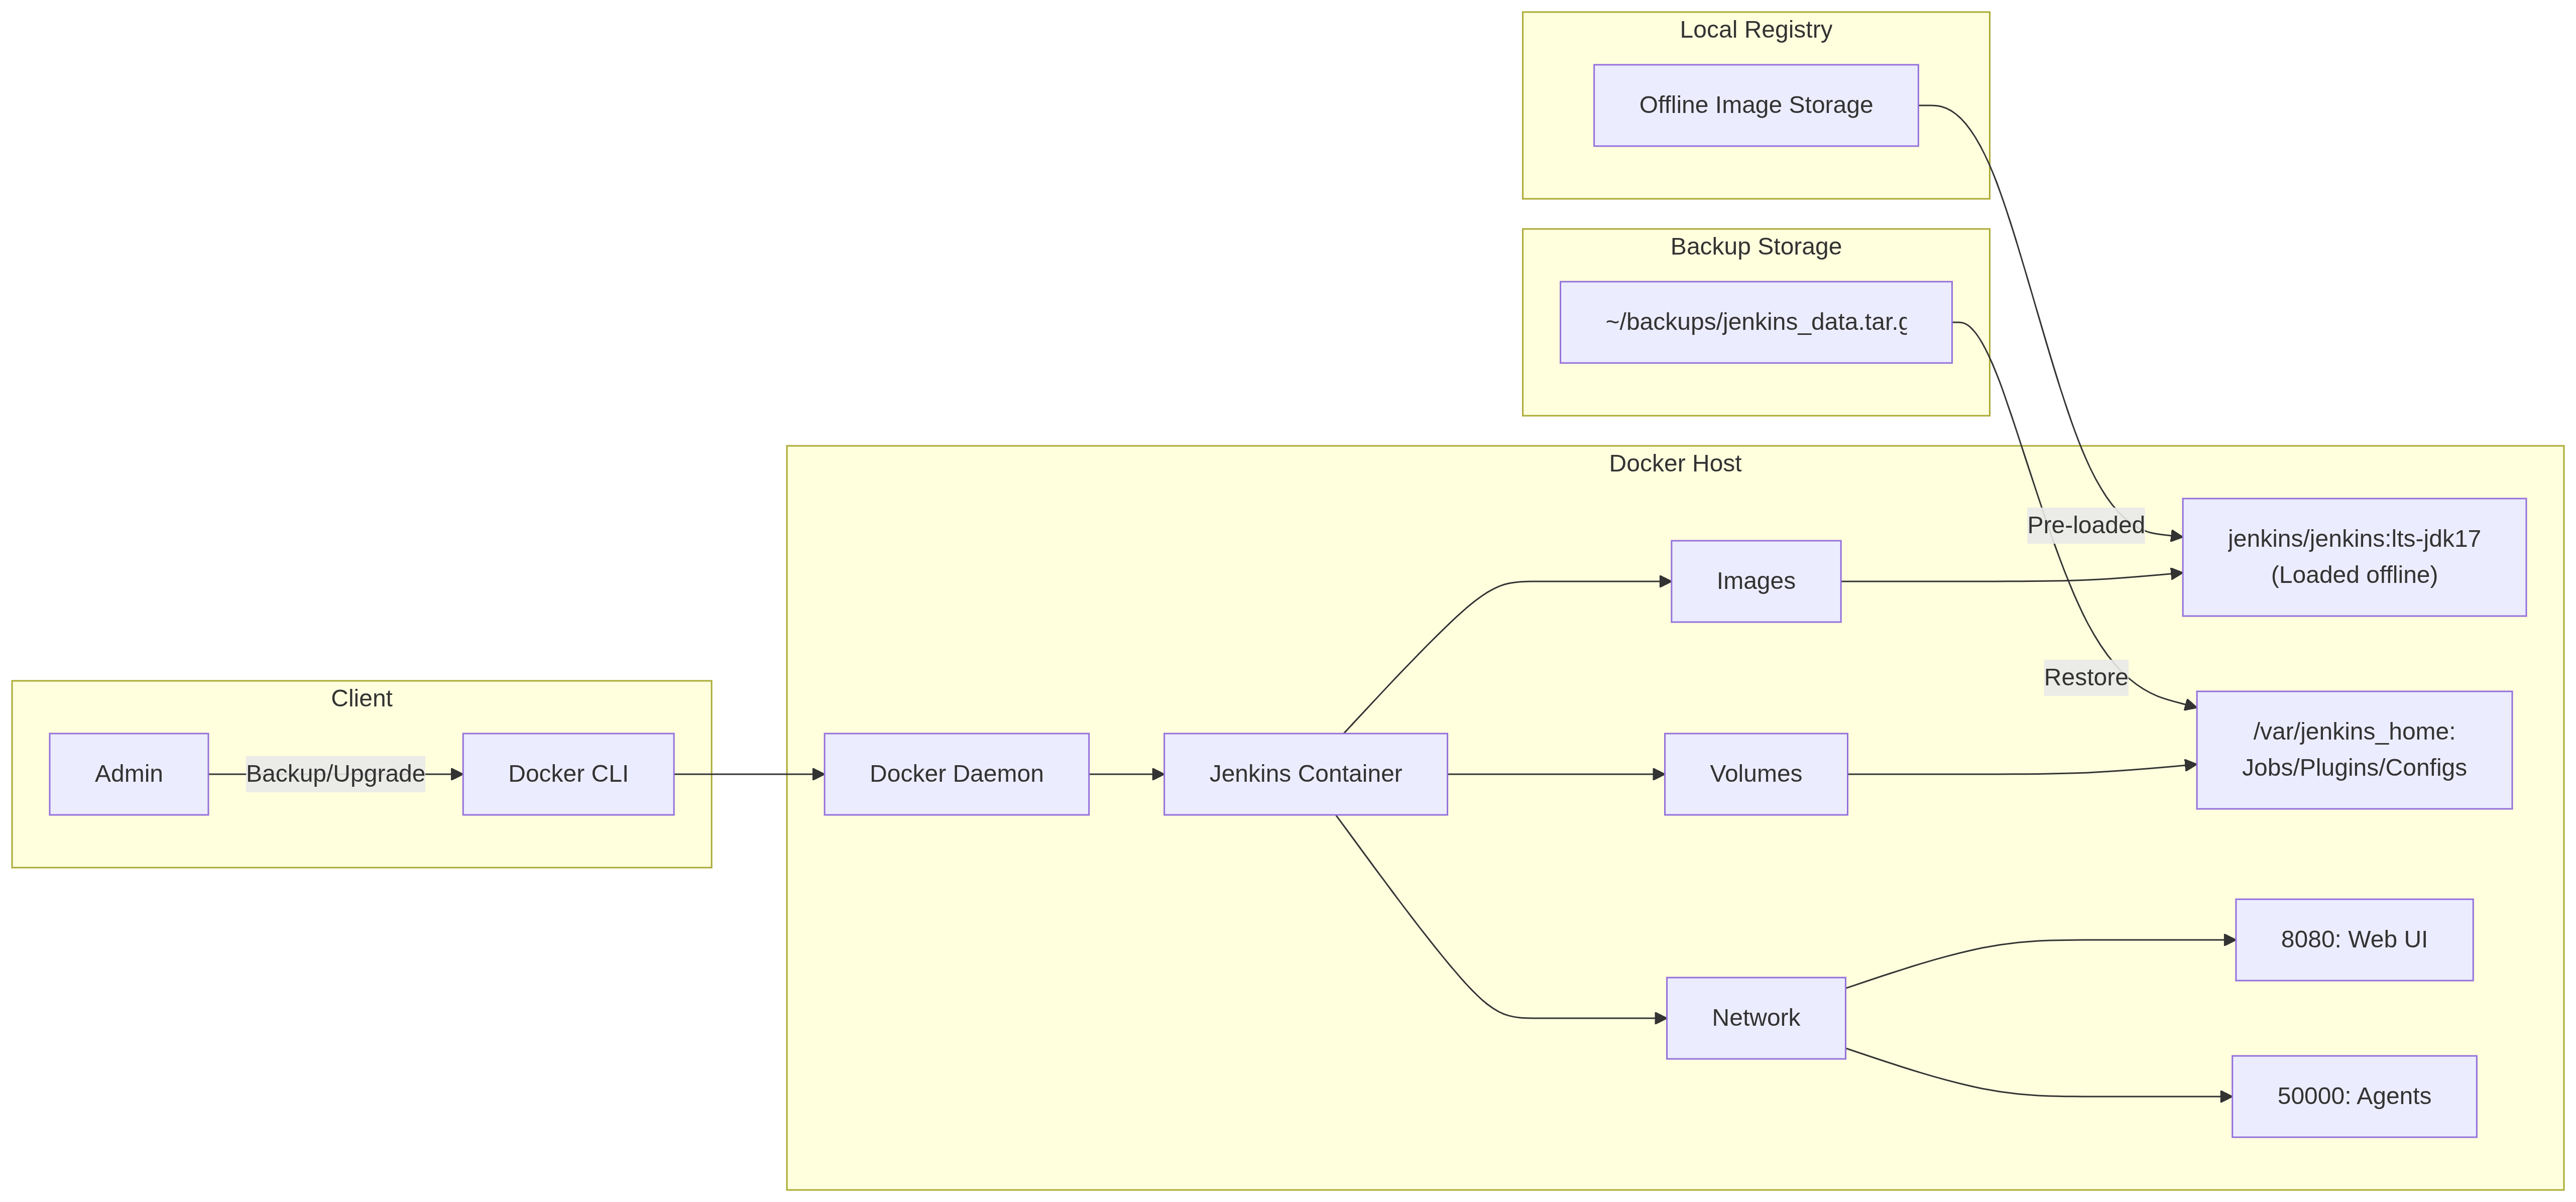 Local Registry
Offline Image Storage
Backup Storage
~/backups/jenkins_data.tar.g
Docker Host
Pre-loaded
jenkins/jenkins:lts-jdk17
(Loaded offline)
Images
Restore
Client
Admin
Backup/Upgrade
Docker CLI
Docker Daemon
Jenkins Container
Volumes
/var/jenkins_home:
Jobs/Plugins/Configs
8080: Web UI
Network
50000: Agents